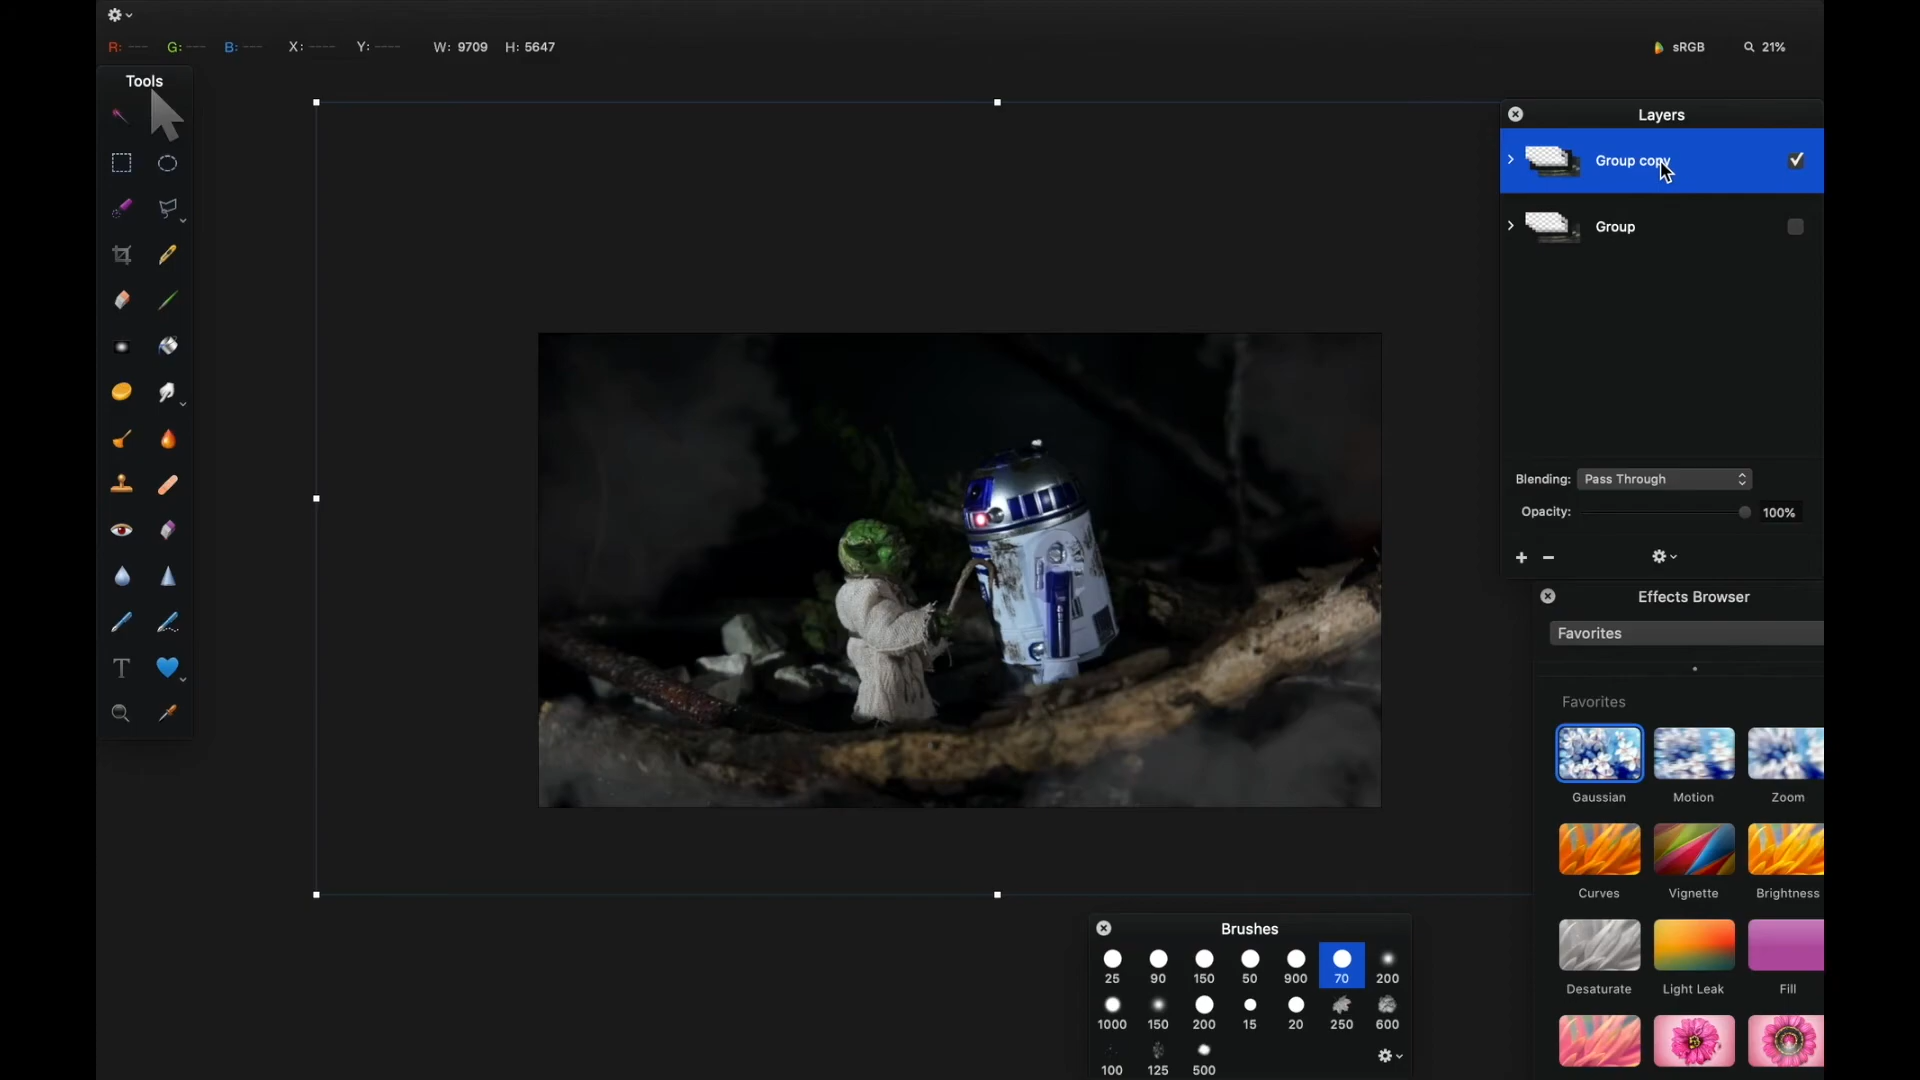 R: --- G: --- B: --- X: ---- Y: ---- W: 9709 H: 5647 sRGB 21%
Tools
Layers
Group copy
Group
Blending: Pass Through
Opacity: 100%
Effects Browser
Favorites
Favorites
Gaussian Motion Zoom
Curves Vignette Brightness
Desaturate Light Leak Fill
Brushes
25 90 150 50 900 70 200
1000 150 200 15 20 250 600
100 125 500